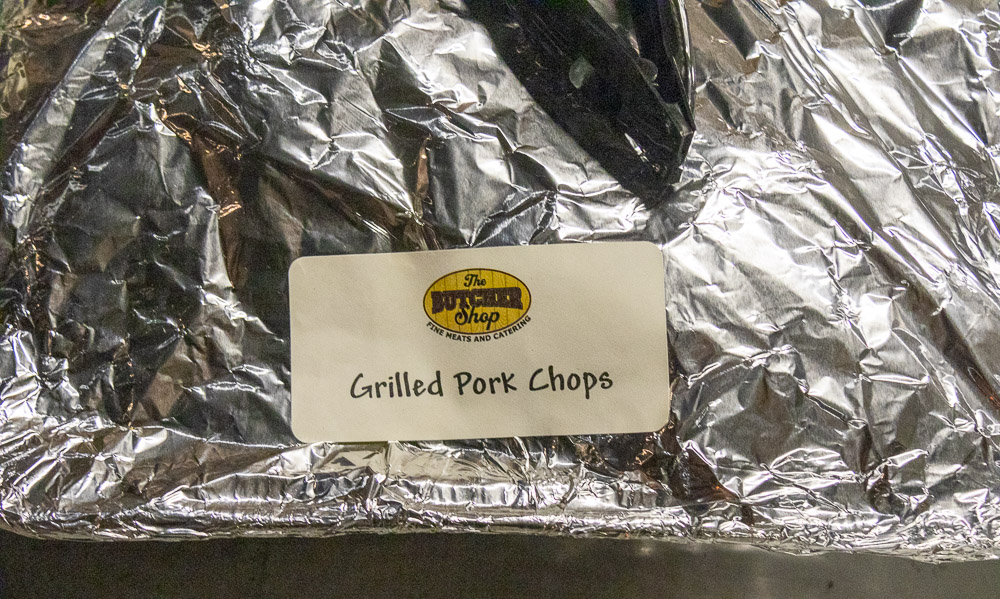 The
BUTCHER
Shop
FINE MEATS AND CATERING
Grilled Pork Chops